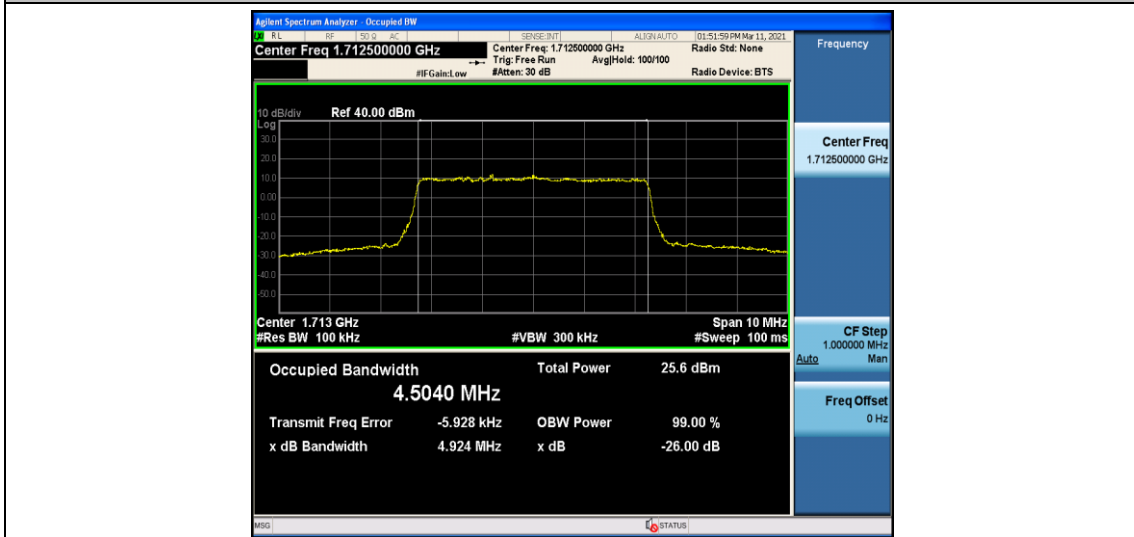 Agilent Spectrum Analyzer - Occupied BW
RL RF 50 Ω AC SENSE:INT ALIGN AUTO 01:51:59 PM Mar 11, 2021
Center Freq 1.712500000 GHz Center Freq: 1.712500000 GHz Radio Std: None Frequency
Trig: Free Run Avg|Hold: 100/100
#IFGain:Low #Atten: 30 dB Radio Device: BTS
10 dB/div Ref 40.00 dBm
Log
30.0
20.0
10.0
0.00
-10.0
-20.0
-30.0
-40.0
-50.0
Center Freq
1.712500000 GHz
Center 1.713 GHz Span 10 MHz
#Res BW 100 kHz #VBW 300 kHz #Sweep 100 ms
CF Step
1.000000 MHz
Auto Man
Occupied Bandwidth Total Power 25.6 dBm
4.5040 MHz
Freq Offset
0 Hz
Transmit Freq Error -5.928 kHz OBW Power 99.00 %
x dB Bandwidth 4.924 MHz x dB -26.00 dB
MSG STATUS